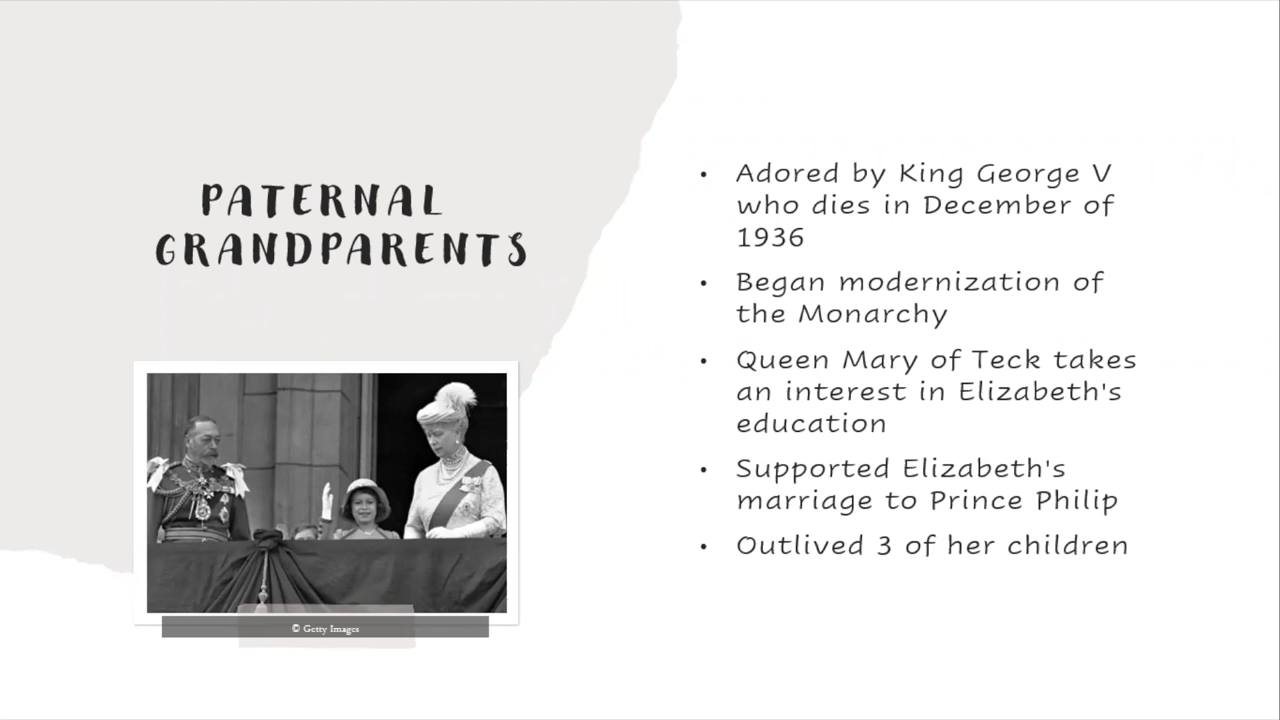 PATERNAL
GRANDPARENTS
• Adored by King George V
who dies in December of
1936
• Began modernization of
the Monarchy
• Queen Mary of Teck takes
an interest in Elizabeth's
education
• Supported Elizabeth's
marriage to Prince Philip
• Outlived 3 of her children
© Getty Images